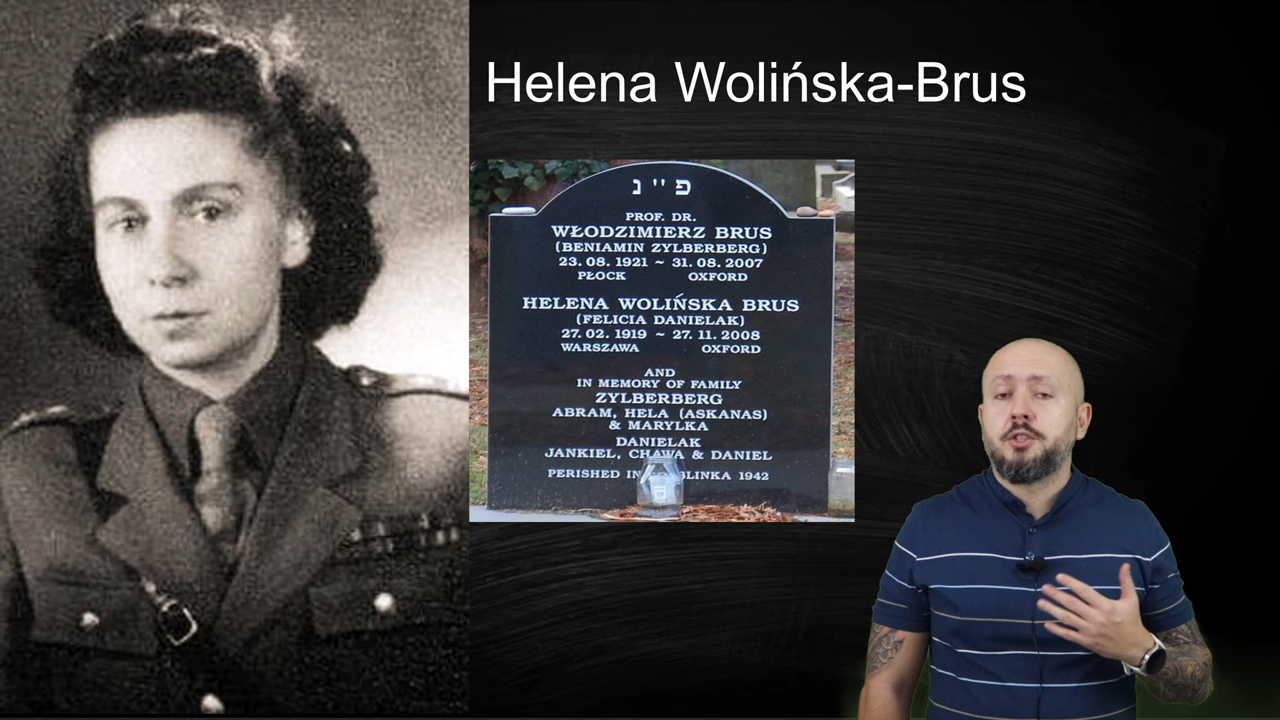 Helena Wolińska-Brus
פ"נ
PROF. DR.
WŁODZIMIERZ BRUS
(BENIAMIN ZYLBERBERG)
23.08.1921 ~ 31.08.2007
PŁOCK OXFORD
HELENA WOLIŃSKA BRUS
(FELICIA DANIELAK)
27.02.1919 ~ 27.11.2008
WARSZAWA OXFORD
AND
IN MEMORY OF FAMILY
ZYLBERBERG
ABRAM, HELA (ASKANAS)
& MARYLKA
DANIELAK
JANKIEL, CHAWA & DANIEL
PERISHED IN 1942